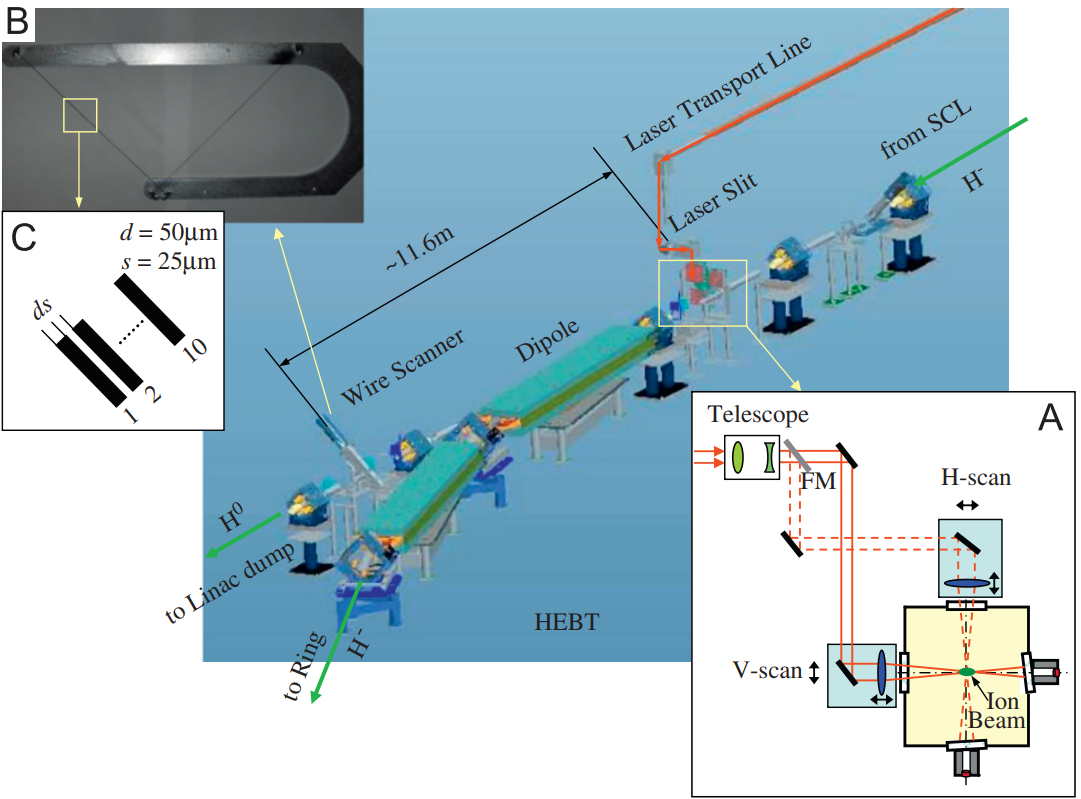 B
Laser Transport Line
from SCL
H-
Laser Slit
~11.6m
C
d = 50μm
s = 25μm
ds
1
2
10
Wire Scanner
Dipole
H0
to Linac dump
to Ring
H-
HEBT
A
Telescope
FM
H-scan
V-scan
Ion
Beam